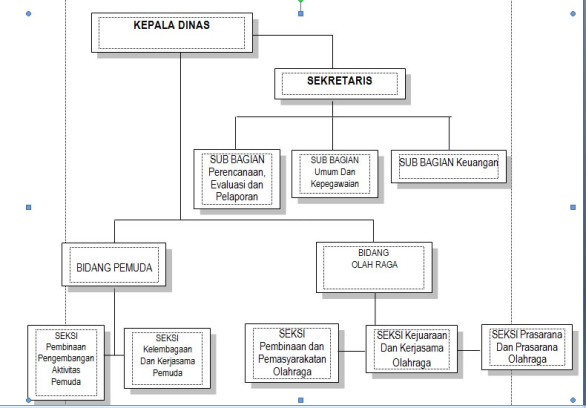 KEPALA DINAS
SEKRETARIS
SUB BAGIAN
Perencanaan,
Evaluasi dan
Pelaporan
SUB BAGIAN
Umum Dan
Kepegawaian
SUB BAGIAN Keuangan
BIDANG PEMUDA
BIDANG
OLAH RAGA
SEKSI
Pembinaan
Pengembangan
Aktivitas
Pemuda
SEKSI
Kelembagaan
Dan Kerjasama
Pemuda
SEKSI
Pembinaan dan
Pemasyarakatan
Olahraga
SEKSI Kejuaraan
Dan Kerjasama
Olahraga
SEKSI Prasarana
Dan Prasarana
Olahraga